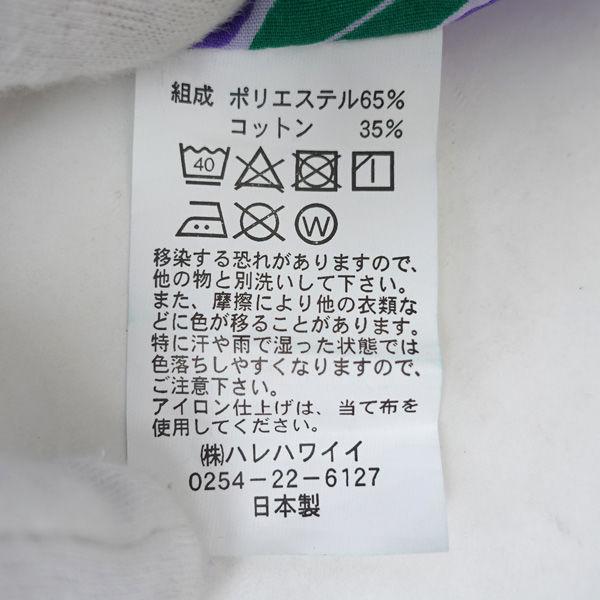 組成 ポリエステル65%
コットン 35%
40
W
移染する恐れがありますので、
他の物と別洗いして下さい。
また、摩擦により他の衣類な
どに色が移ることがあります。
特に汗や雨で湿った状態では
色落ちしやすくなりますので、
ご注意下さい。
アイロン仕上げは、当て布を
使用してください。
㈱ハレハワイイ
0254-22-6127
日本製